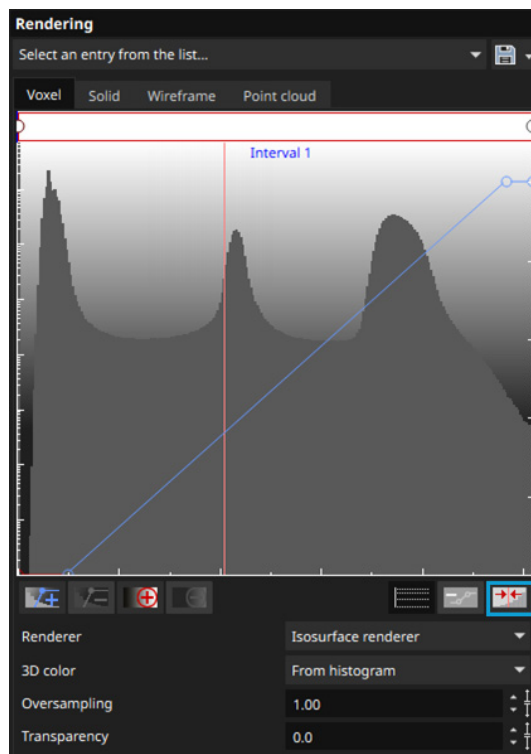 Rendering
Select an entry from the list...
Voxel Solid Wireframe Point cloud
Interval 1
Renderer Isosurface renderer
3D color From histogram
Oversampling 1.00
Transparency 0.0